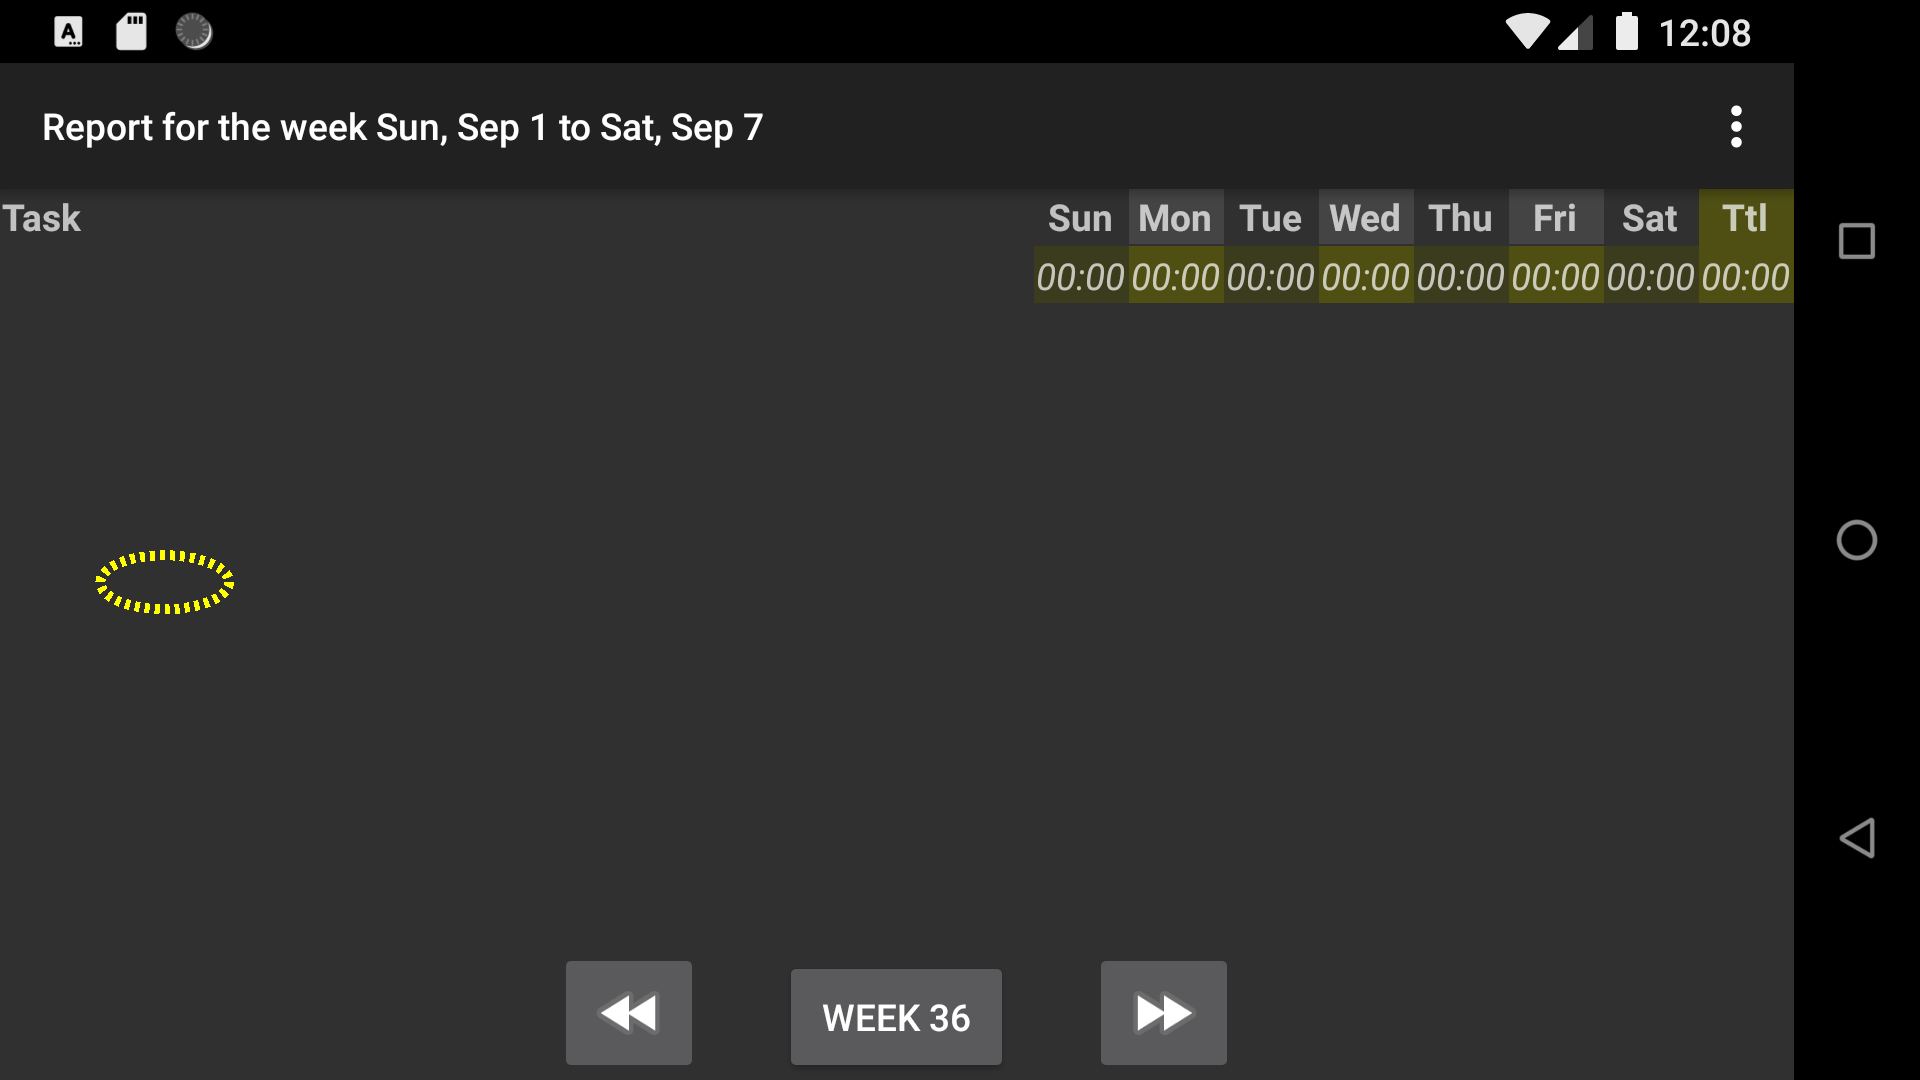 12:08
Report for the week Sun, Sep 1 to Sat, Sep 7
Task Sun Mon Tue Wed Thu Fri Sat Ttl
00:00 00:00 00:00 00:00 00:00 00:00 00:00 00:00
WEEK 36